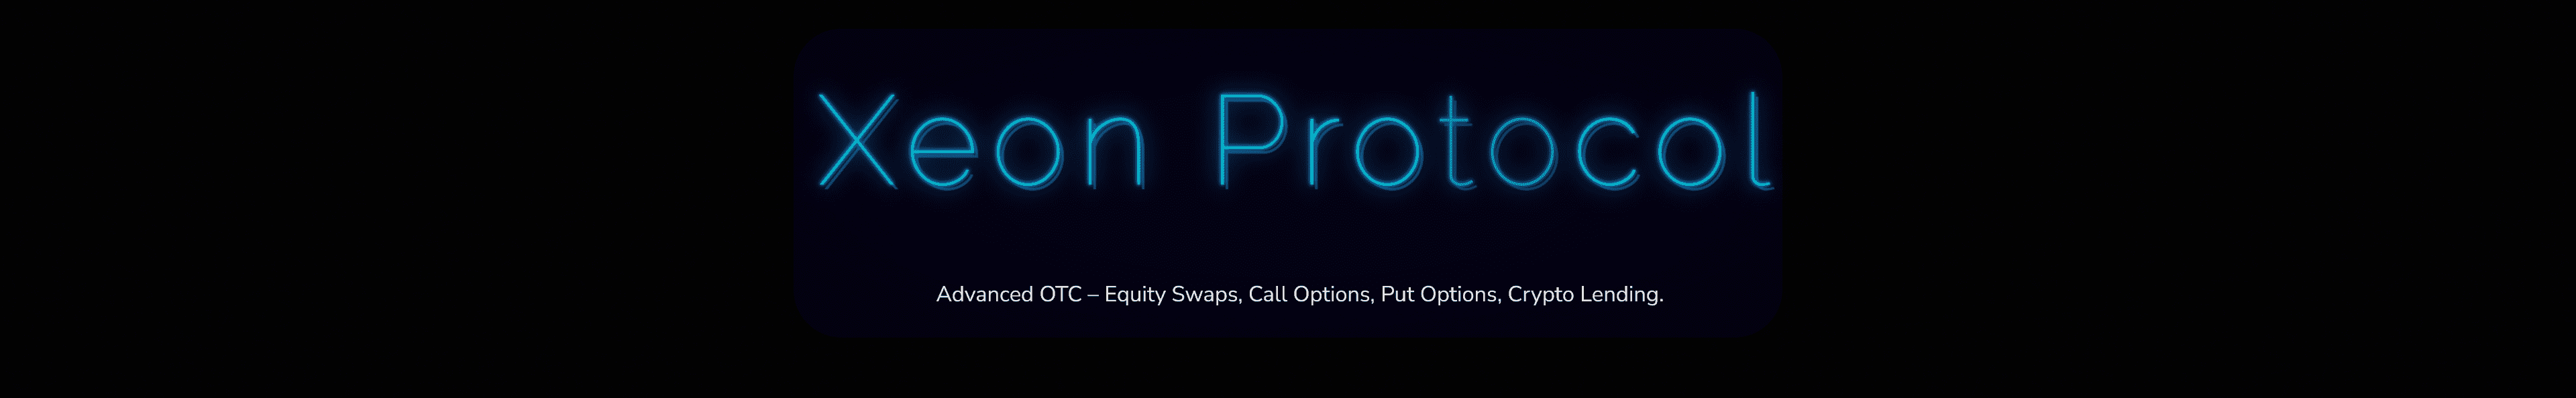 Xeon Protocol
Advanced OTC – Equity Swaps, Call Options, Put Options, Crypto Lending.